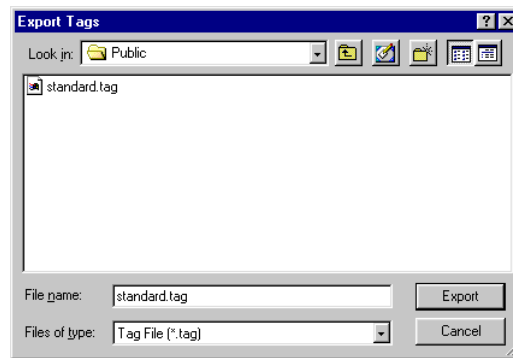 Export Tags
Look in: Public
standard.tag
File name: standard.tag Export
Files of type: Tag File (*.tag) Cancel